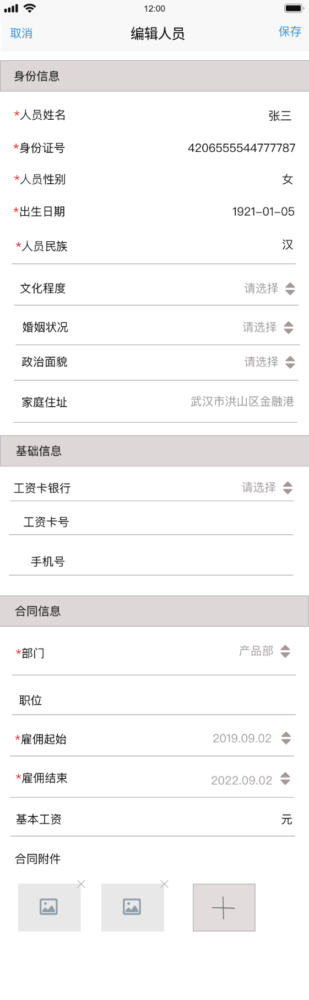 12:00
取消 编辑人员 保存
身份信息
*人员姓名 张三
*身份证号 4206555544777787
*人员性别 女
*出生日期 1921-01-05
*人员民族 汉
文化程度 请选择
婚姻状况 请选择
政治面貌 请选择
家庭住址 武汉市洪山区金融港
基础信息
工资卡银行 请选择
工资卡号
手机号
合同信息
*部门 产品部
职位
*雇佣起始 2019.09.02
*雇佣结束 2022.09.02
基本工资 元
合同附件